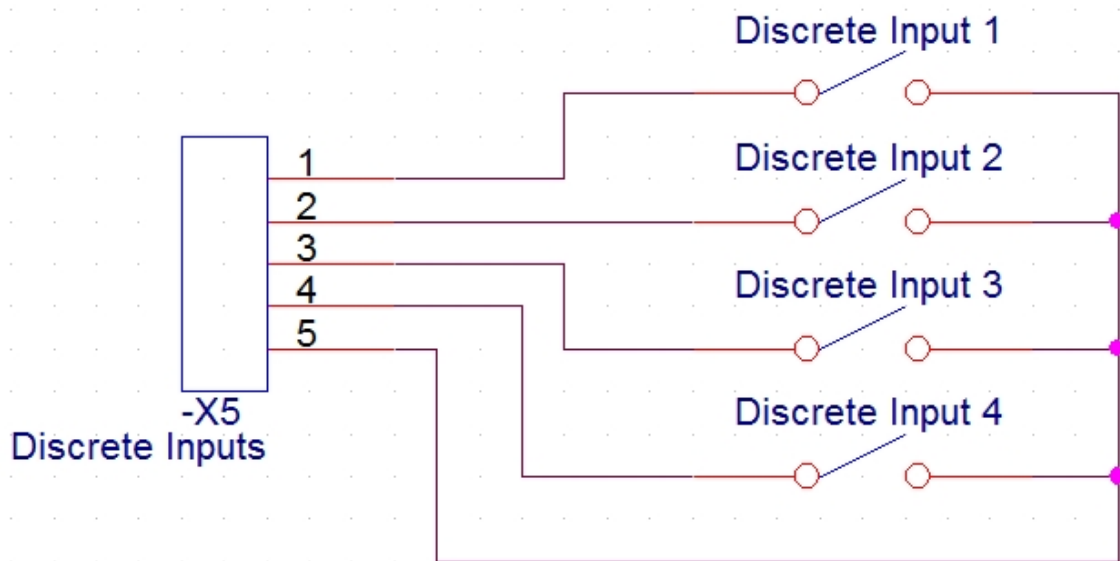 Discrete Input 1
Discrete Input 2
1
2
3
4
5
Discrete Input 3
Discrete Input 4
-X5
Discrete Inputs